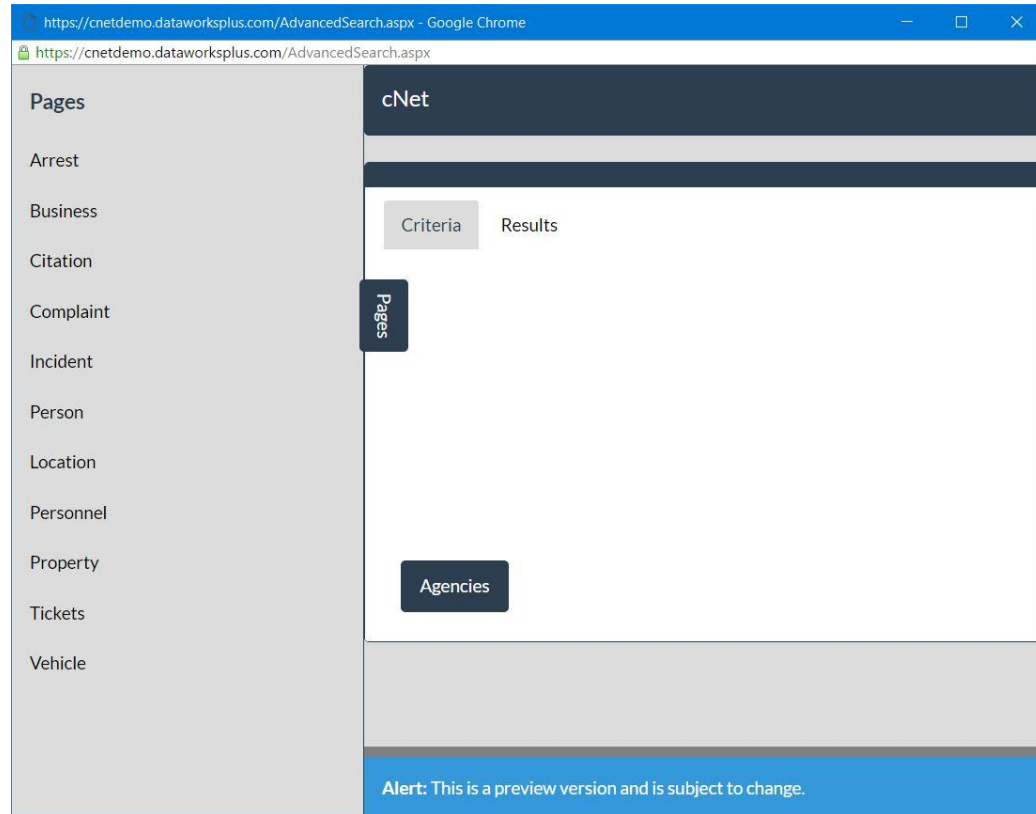 https://cnetdemo.dataworksplus.com/AdvancedSearch.aspx - Google Chrome
https://cnetdemo.dataworksplus.com/AdvancedSearch.aspx
Pages
Arrest
Business
Citation
Complaint
Incident
Person
Location
Personnel
Property
Tickets
Vehicle
cNet
Criteria Results
Pages
Agencies
Alert: This is a preview version and is subject to change.